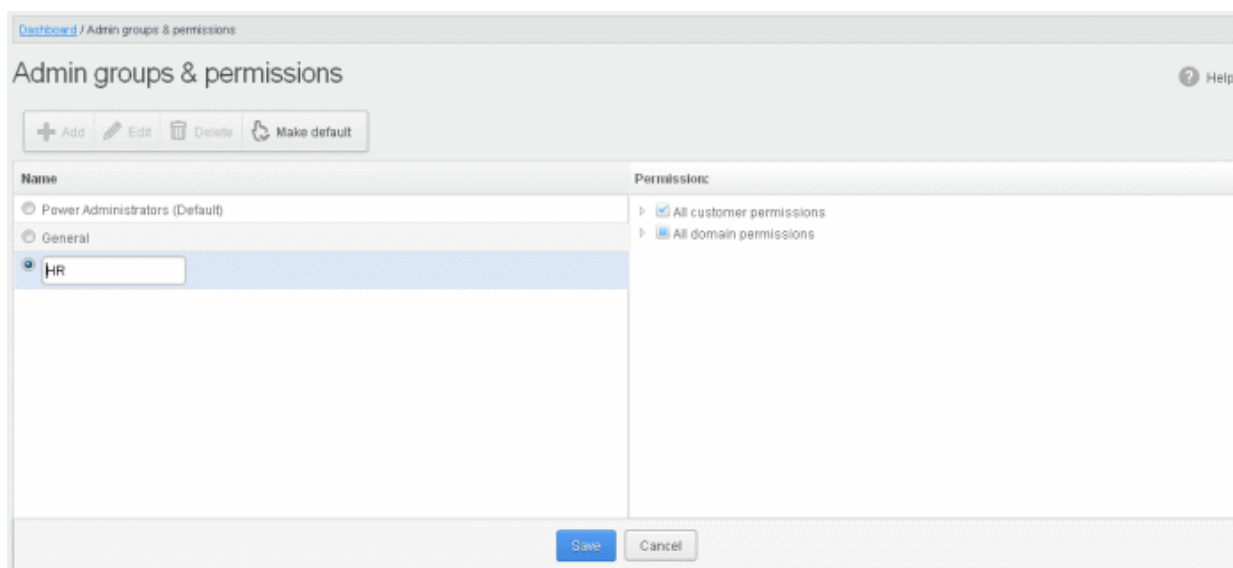 Dashboard / Admin groups & permissions
Admin groups & permissions
Help
Add Edit Delete Make default
Name Permission:
Power Administrators (Default) All customer permissions
General All domain permissions
HR
Save Cancel